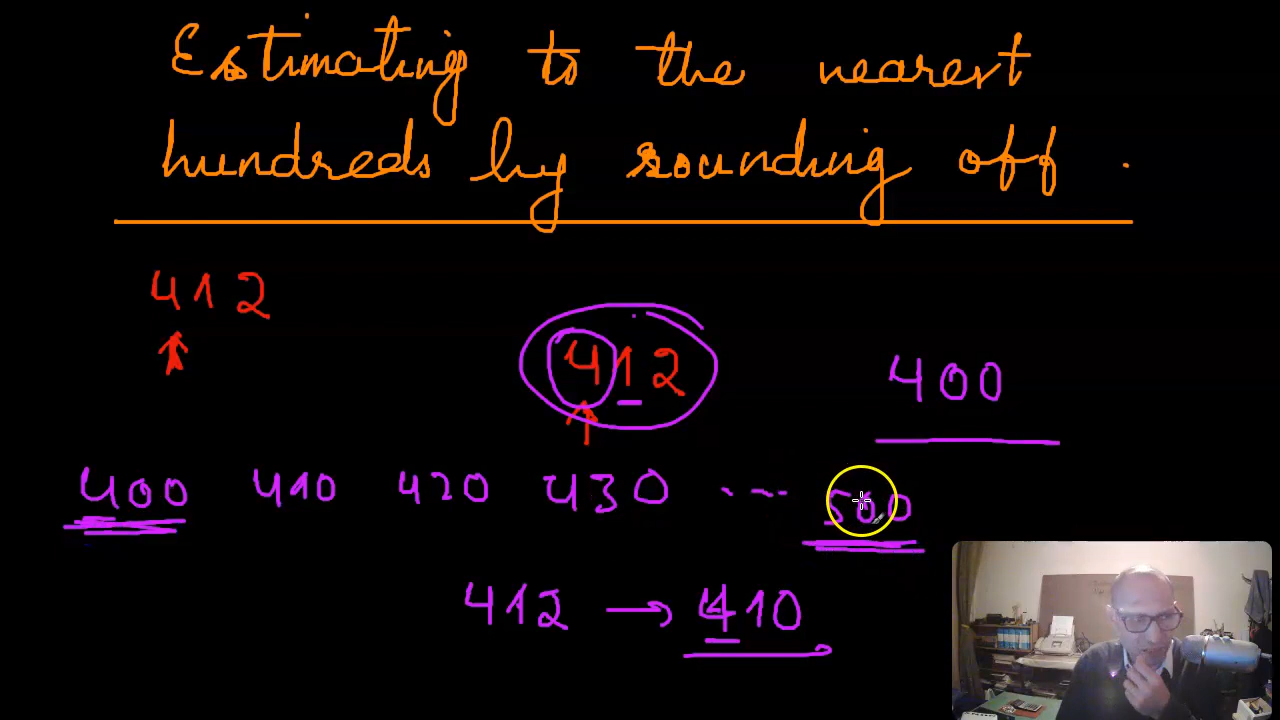 Estimating to the nearest
hundreds by rounding off .
412
412
400
400 410 420 430 --- 500
412 → 410